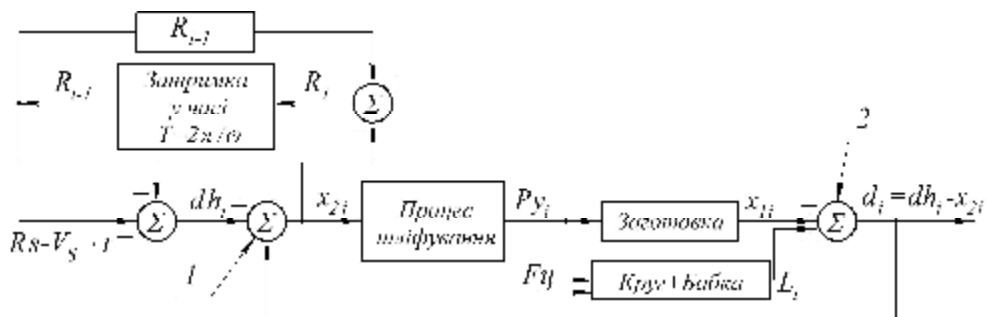 R_{i-1}
R_{i-1}
Затримка
у часі
T=2π/ω
R_i
Σ
2
Rs-V_S·t
Σ
dh_i
Σ
1
x_{2i}
Процес
шліфування
Py_i
Заготовка
x_{1i}
Σ
d_i=dh_i-x_{2i}
Fц
Круг+Бабка
L_i